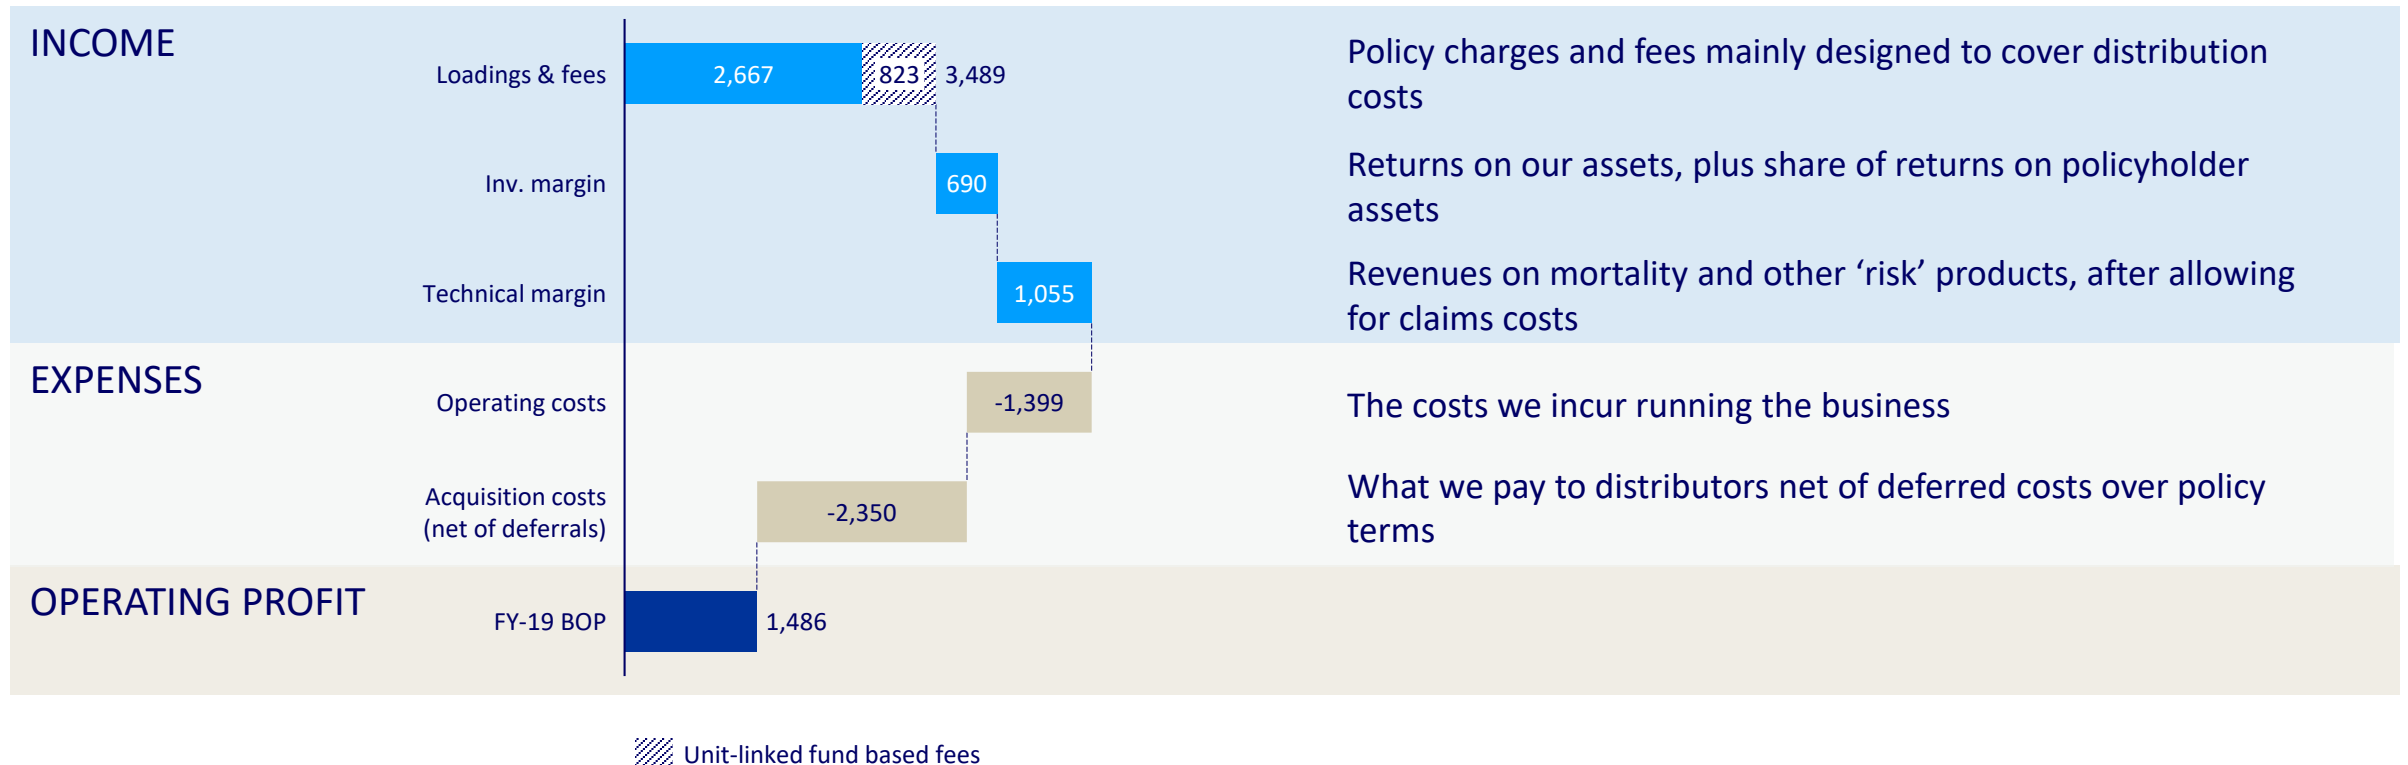 INCOME
Loadings & fees
2,667
823
3,489
Policy charges and fees mainly designed to cover distribution
costs
Inv. margin
690
Returns on our assets, plus share of returns on policyholder
assets
Technical margin
1,055
Revenues on mortality and other ‘risk’ products, after allowing
for claims costs
EXPENSES
Operating costs
-1,399
The costs we incur running the business
Acquisition costs
(net of deferrals)
-2,350
What we pay to distributors net of deferred costs over policy
terms
OPERATING PROFIT
FY-19 BOP
1,486
Unit-linked fund based fees